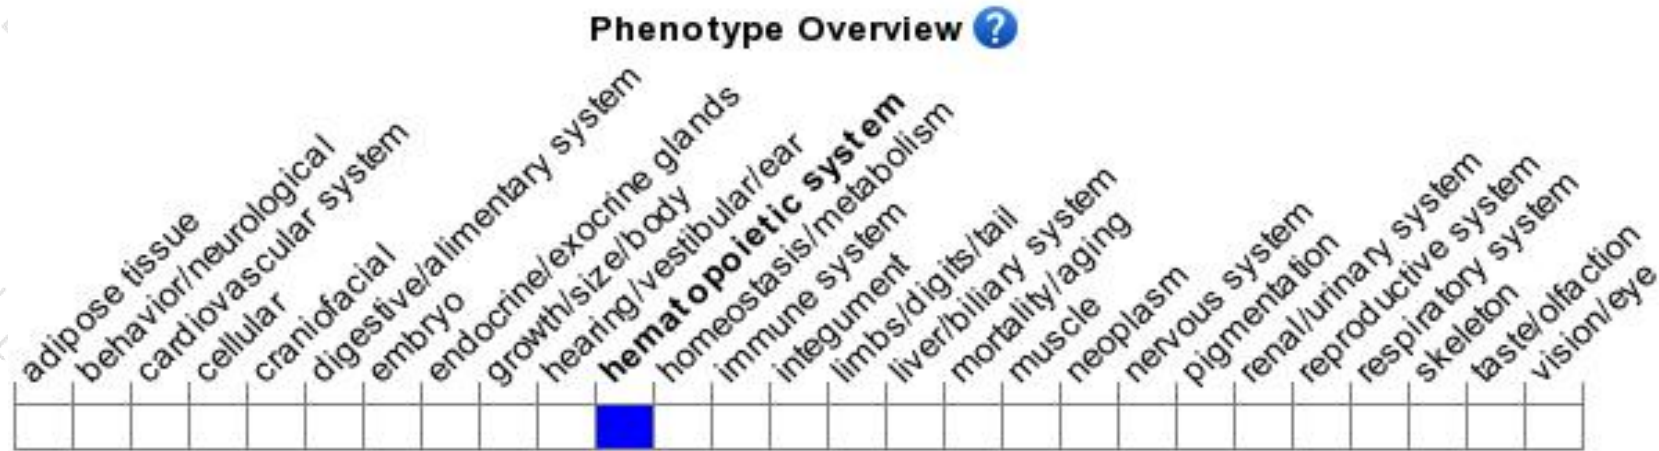 Phenotype Overview ?
adipose tissue
behavior/neurological
cardiovascular system
cellular
craniofacial
digestive/alimentary system
embryo
endocrine/exocrine glands
growth/size/body
hearing/vestibular/ear
hematopoietic system
homeostasis/metabolism
immune system
integument
limbs/digits/tail
liver/biliary system
mortality/aging
muscle
neoplasm
nervous system
pigmentation
renal/urinary system
reproductive system
respiratory system
skeleton
taste/olfaction
vision/eye